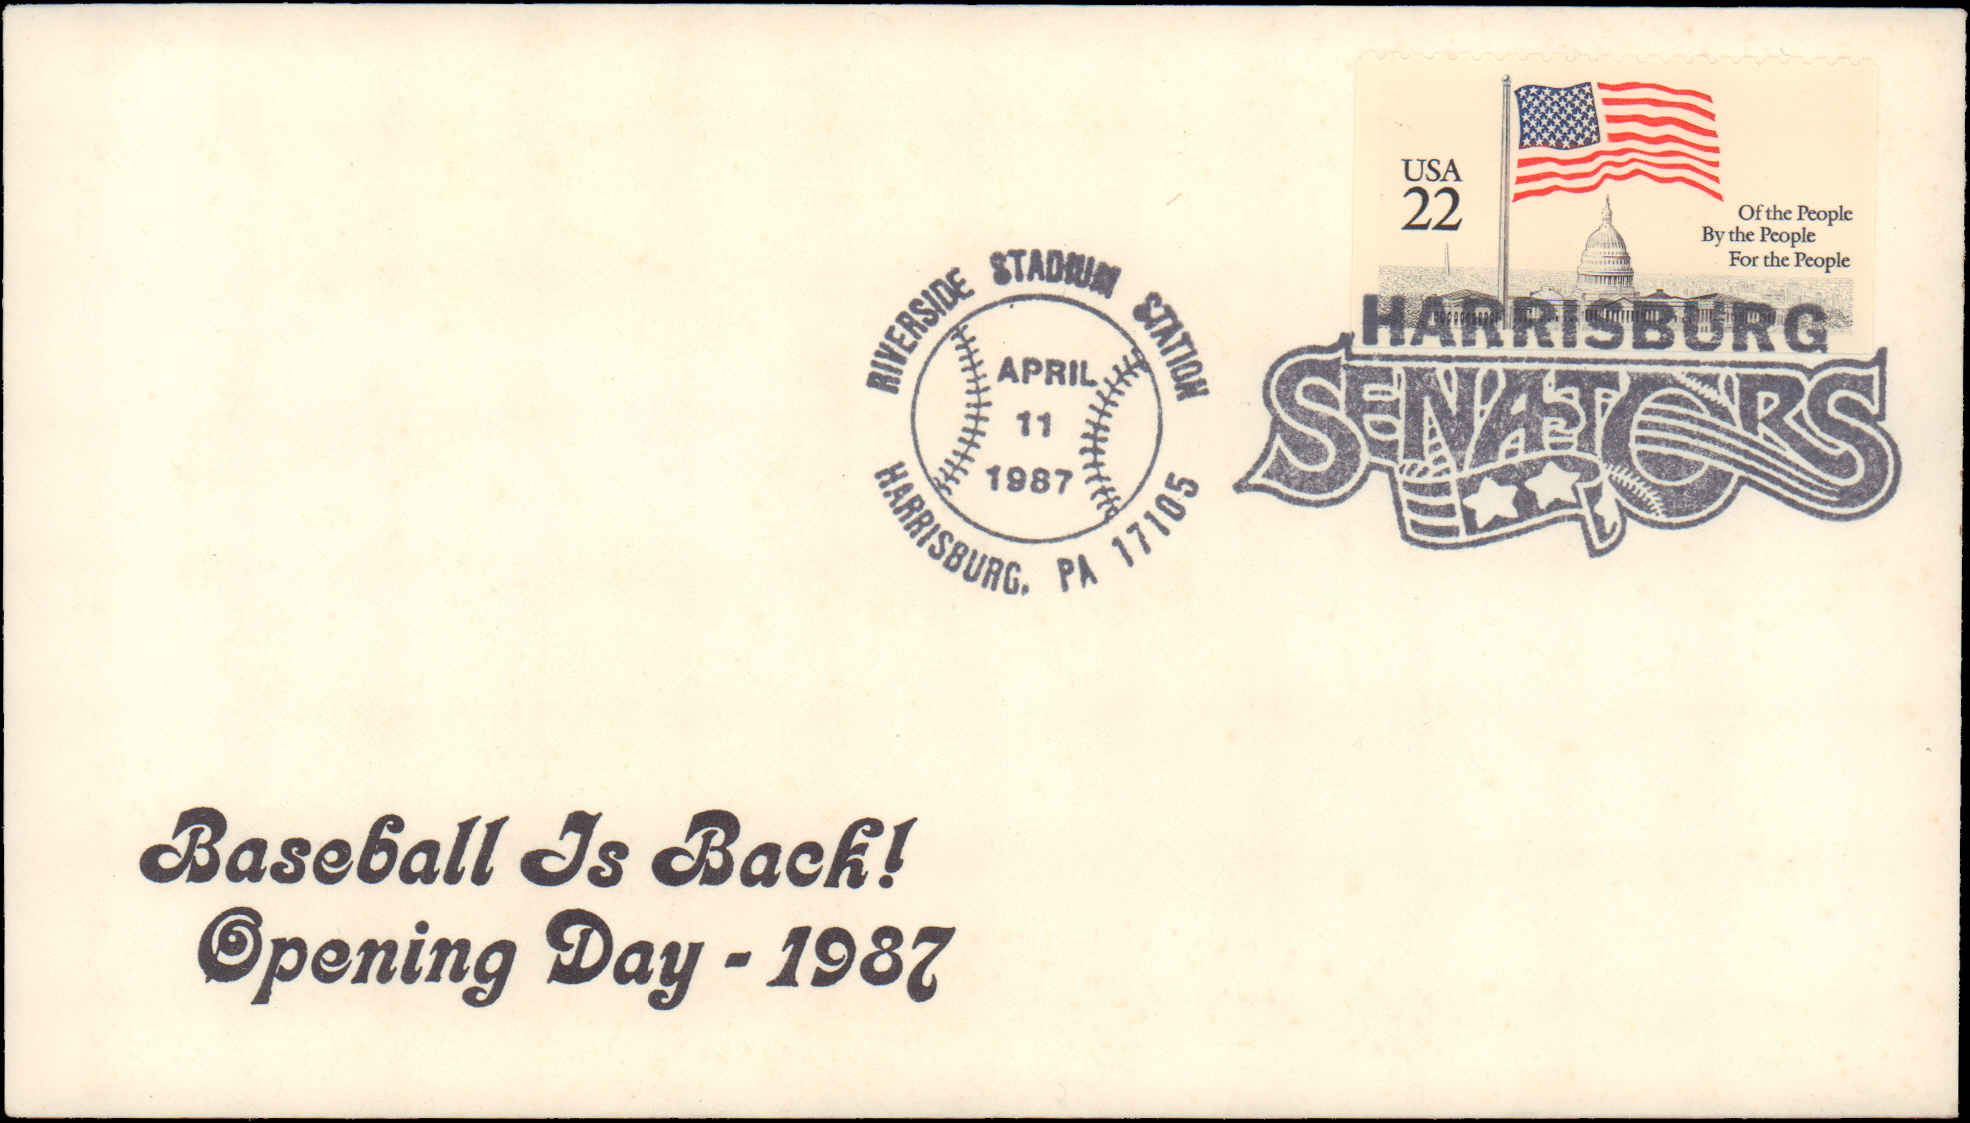 USA
22
Of the People
By the People
For the People
RIVERSIDE STADIUM STATION
APRIL
11
1987
HARRISBURG, PA 17105
HARRISBURG
SENATORS
Baseball Is Back!
Opening Day - 1987